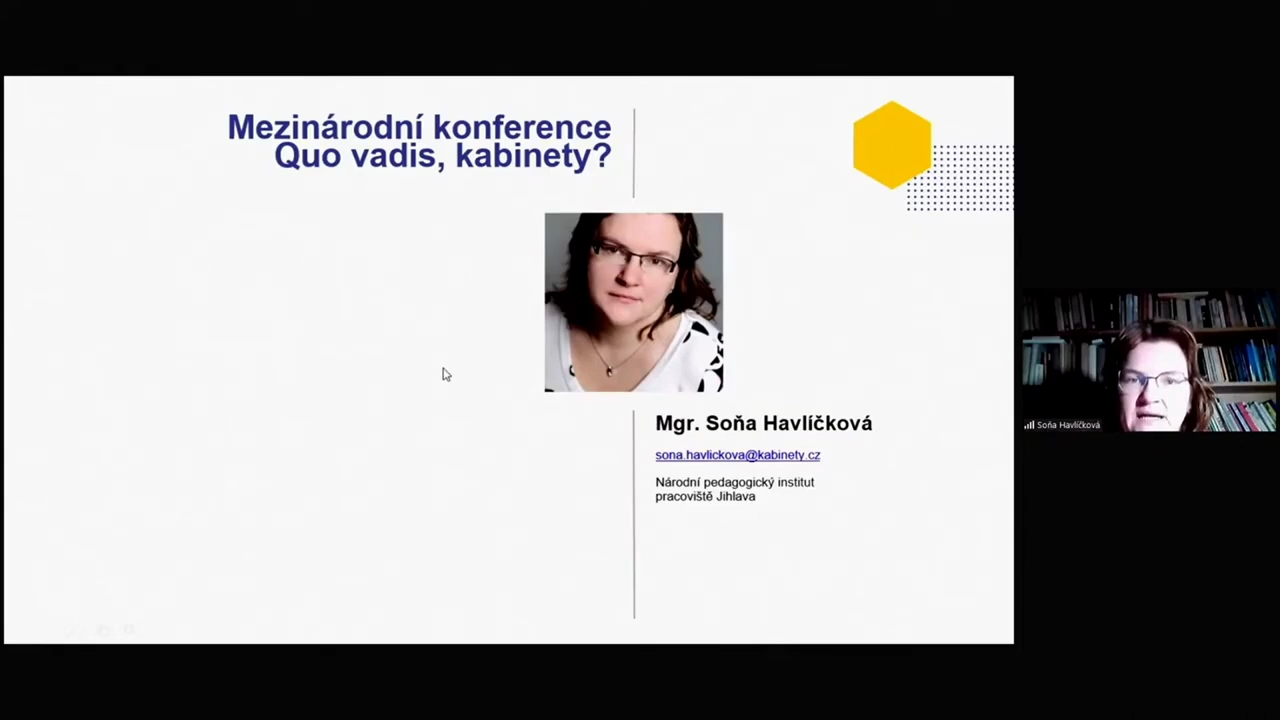 Mezinárodní konference
Quo vadis, kabinety?
Mgr. Soňa Havlíčková
sona.havlickova@kabinety.cz
Národní pedagogický institut
pracoviště Jihlava
Soňa Havlíčková